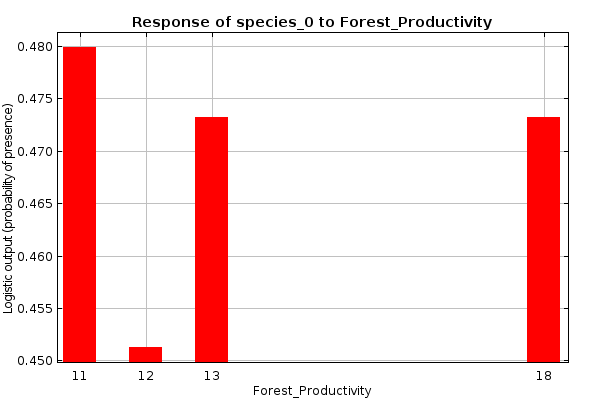 Response of species_0 to Forest_Productivity
Logistic output (probability of presence)
0.480
0.475
0.470
0.465
0.460
0.455
0.450
11 12 13 18
Forest_Productivity